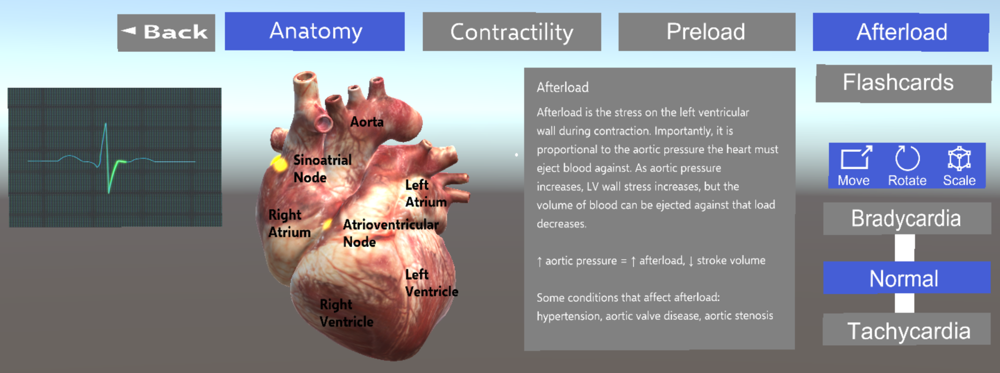 ◄ Back
Anatomy
Contractility
Preload
Afterload
Flashcards
Aorta
Sinoatrial
Node
Left
Atrium
Right
Atrium
Atrioventricular
Node
Left
Ventricle
Right
Ventricle
Afterload
Afterload is the stress on the left ventricular
wall during contraction. Importantly, it is
proportional to the aortic pressure the heart must
eject blood against. As aortic pressure
increases, LV wall stress increases, but the
volume of blood can be ejected against that load
decreases.
↑ aortic pressure = ↑ afterload, ↓ stroke volume
Some conditions that affect afterload:
hypertension, aortic valve disease, aortic stenosis
Move Rotate Scale
Bradycardia
Normal
Tachycardia